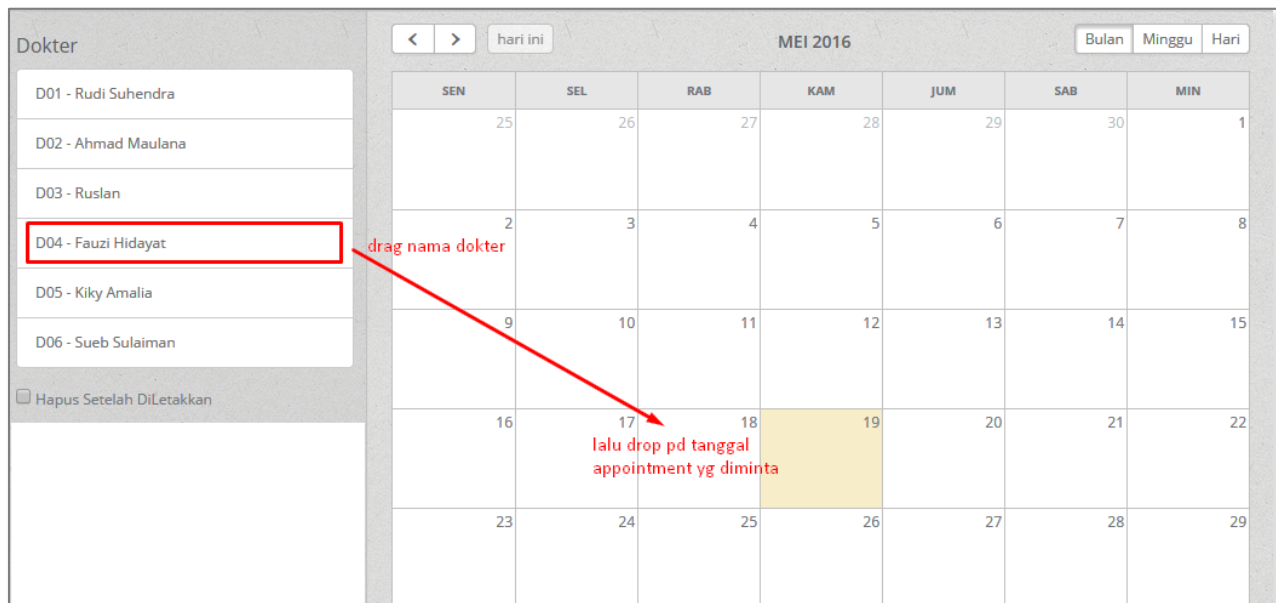 Dokter
D01 - Rudi Suhendra
D02 - Ahmad Maulana
D03 - Ruslan
D04 - Fauzi Hidayat
D05 - Kiky Amalia
D06 - Sueb Sulaiman
Hapus Setelah DiLetakkan
drag nama dokter
lalu drop pd tanggal
appointment yg diminta
< > hari ini MEI 2016 Bulan Minggu Hari
SEN SEL RAB KAM JUM SAB MIN
25 26 27 28 29 30 1
2 3 4 5 6 7 8
9 10 11 12 13 14 15
16 17 18 19 20 21 22
23 24 25 26 27 28 29